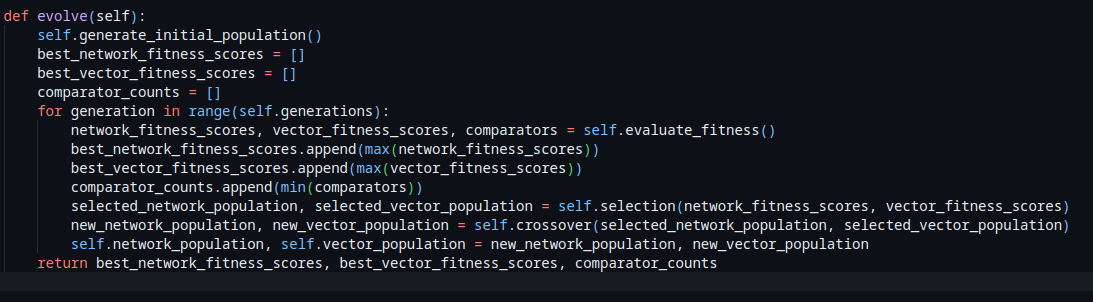 def evolve(self):
    self.generate_initial_population()
    best_network_fitness_scores = []
    best_vector_fitness_scores = []
    comparator_counts = []
    for generation in range(self.generations):
        network_fitness_scores, vector_fitness_scores, comparators = self.evaluate_fitness()
        best_network_fitness_scores.append(max(network_fitness_scores))
        best_vector_fitness_scores.append(max(vector_fitness_scores))
        comparator_counts.append(min(comparators))
        selected_network_population, selected_vector_population = self.selection(network_fitness_scores, vector_fitness_scores)
        new_network_population, new_vector_population = self.crossover(selected_network_population, selected_vector_population)
        self.network_population, self.vector_population = new_network_population, new_vector_population
    return best_network_fitness_scores, best_vector_fitness_scores, comparator_counts